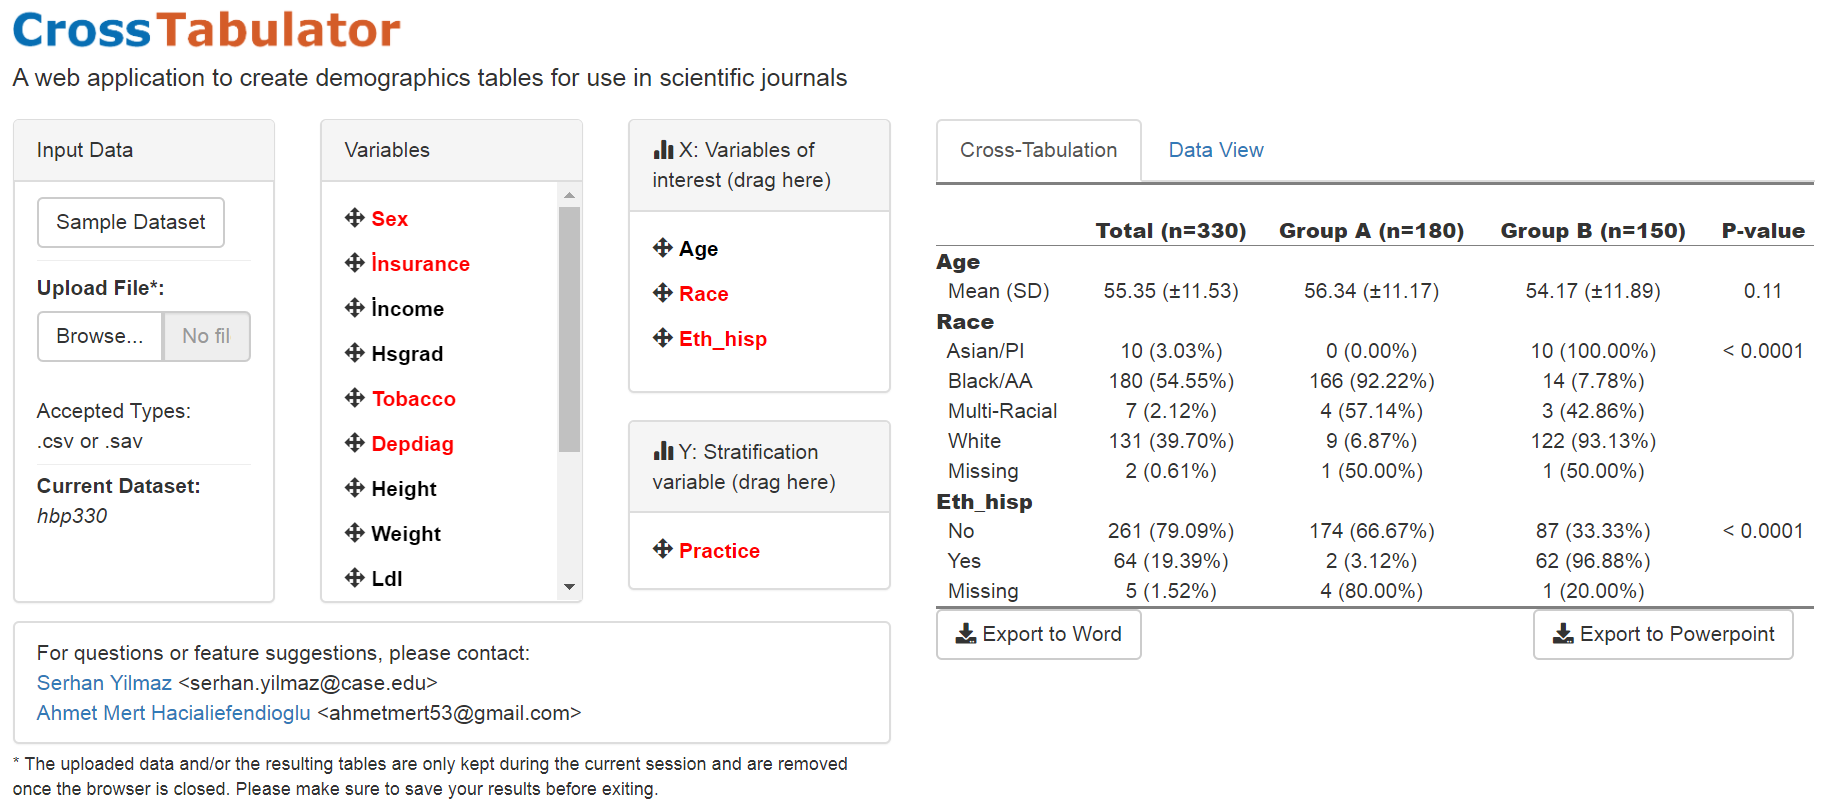 CrossTabulator
A web application to create demographics tables for use in scientific journals
Input Data
Sample Dataset
Upload File*:
Browse... No fil
Accepted Types:
.csv or .sav
Current Dataset:
hbp330
Variables
Sex
İnsurance
İncome
Hsgrad
Tobacco
Depdiag
Height
Weight
Ldl
X: Variables of
interest (drag here)
Age
Race
Eth_hisp
Y: Stratification
variable (drag here)
Practice
For questions or feature suggestions, please contact:
Serhan Yilmaz <serhan.yilmaz@case.edu>
Ahmet Mert Hacialiefendioglu <ahmetmert53@gmail.com>
* The uploaded data and/or the resulting tables are only kept during the current session and are removed
once the browser is closed. Please make sure to save your results before exiting.
Cross-Tabulation Data View
Total (n=330) Group A (n=180) Group B (n=150) P-value
Age
Mean (SD) 55.35 (±11.53) 56.34 (±11.17) 54.17 (±11.89) 0.11
Race
Asian/PI 10 (3.03%) 0 (0.00%) 10 (100.00%) < 0.0001
Black/AA 180 (54.55%) 166 (92.22%) 14 (7.78%)
Multi-Racial 7 (2.12%) 4 (57.14%) 3 (42.86%)
White 131 (39.70%) 9 (6.87%) 122 (93.13%)
Missing 2 (0.61%) 1 (50.00%) 1 (50.00%)
Eth_hisp
No 261 (79.09%) 174 (66.67%) 87 (33.33%) < 0.0001
Yes 64 (19.39%) 2 (3.12%) 62 (96.88%)
Missing 5 (1.52%) 4 (80.00%) 1 (20.00%)
Export to Word Export to Powerpoint